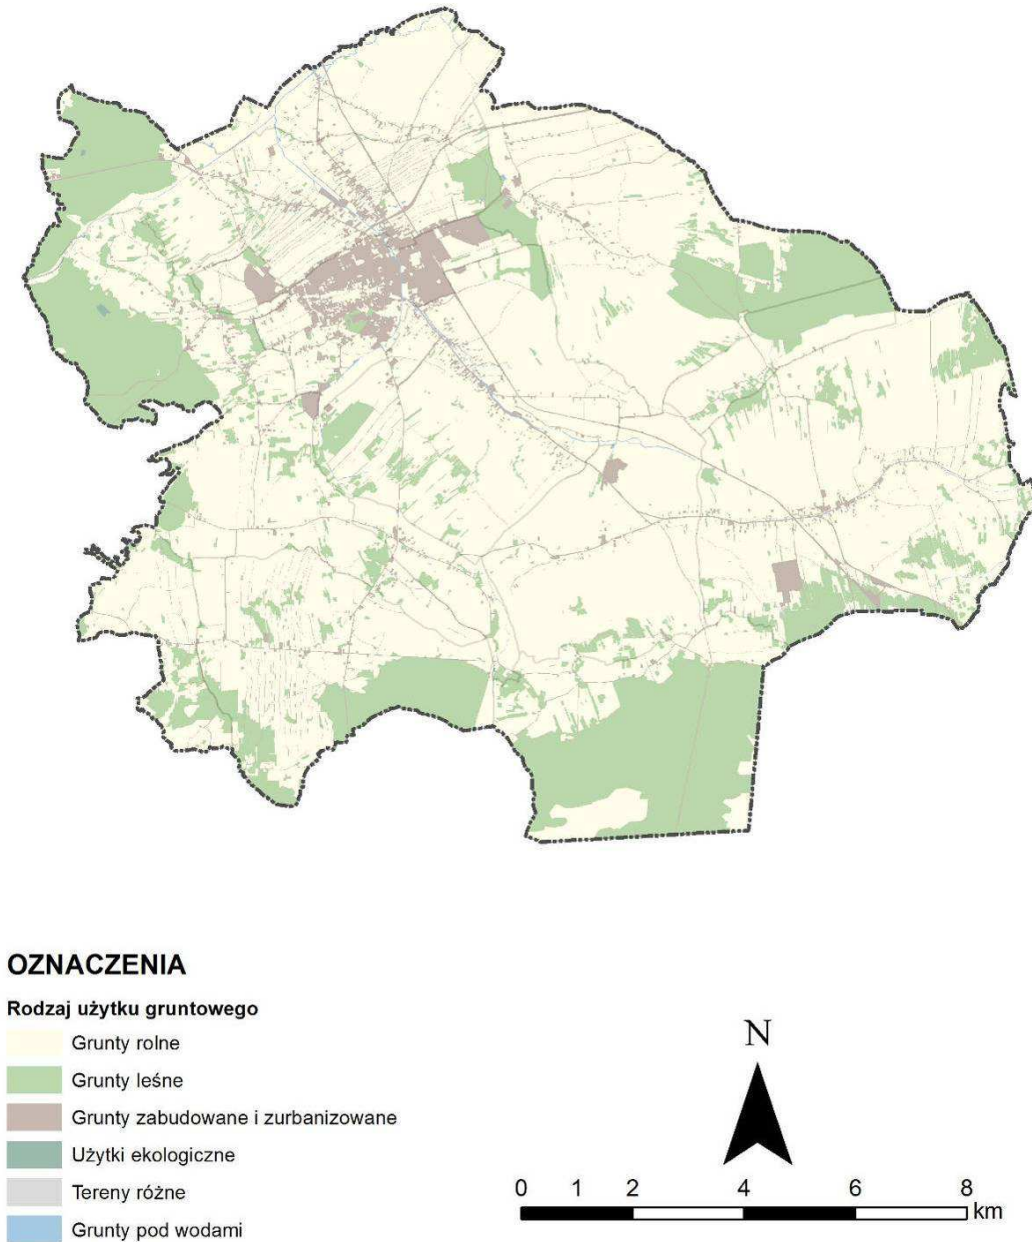 OZNACZENIA
Rodzaj użytku gruntowego
Grunty rolne
Grunty leśne
Grunty zabudowane i zurbanizowane
Użytki ekologiczne
Tereny różne
Grunty pod wodami
N
0 1 2 4 6 8
km